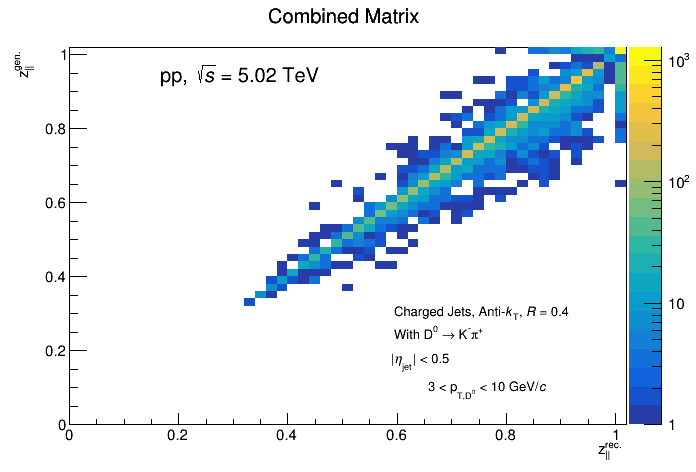 Combined Matrix
z||gen.
pp, √s = 5.02 TeV
1
0.8
0.6
0.4
0.2
0
Charged Jets, Anti-kT, R = 0.4
With D0 → K-π+
|ηjet| < 0.5
3 < pT,D0 < 10 GeV/c
0 0.2 0.4 0.6 0.8 1
z||rec.
103
102
10
1